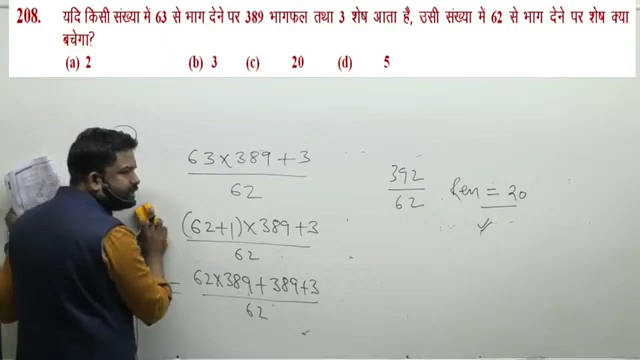 208. यदि किसी संख्या में 63 से भाग देने पर 389 भागफल तथा 3 शेष आता है, उसी संख्या में 62 से भाग देने पर शेष क्या
बचेगा?
(a) 2 (b) 3 (c) 20 (d) 5
63×389+3
62
392
62
Rem = 20
(62+1)×389+3
62
= 62×389+389+3
62